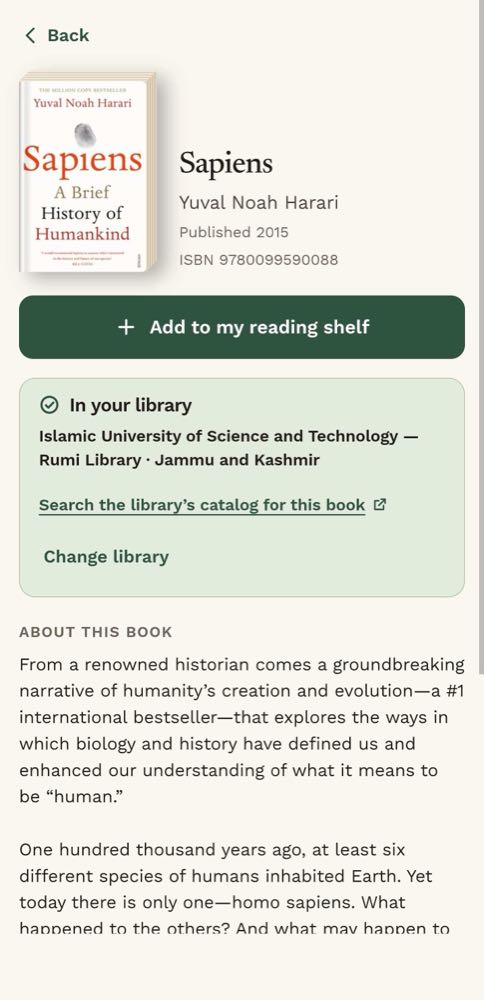 Back
THE MILLION COPY BESTSELLER
Yuval Noah Harari
Sapiens
A Brief
History of
Humankind
Sapiens
Yuval Noah Harari
Published 2015
ISBN 9780099590088
Add to my reading shelf
In your library
Islamic University of Science and Technology —
Rumi Library · Jammu and Kashmir
Search the library’s catalog for this book
Change library
ABOUT THIS BOOK
From a renowned historian comes a groundbreaking
narrative of humanity’s creation and evolution—a #1
international bestseller—that explores the ways in
which biology and history have defined us and
enhanced our understanding of what it means to
be “human.”
One hundred thousand years ago, at least six
different species of humans inhabited Earth. Yet
today there is only one—homo sapiens. What
happened to the others? And what may happen to